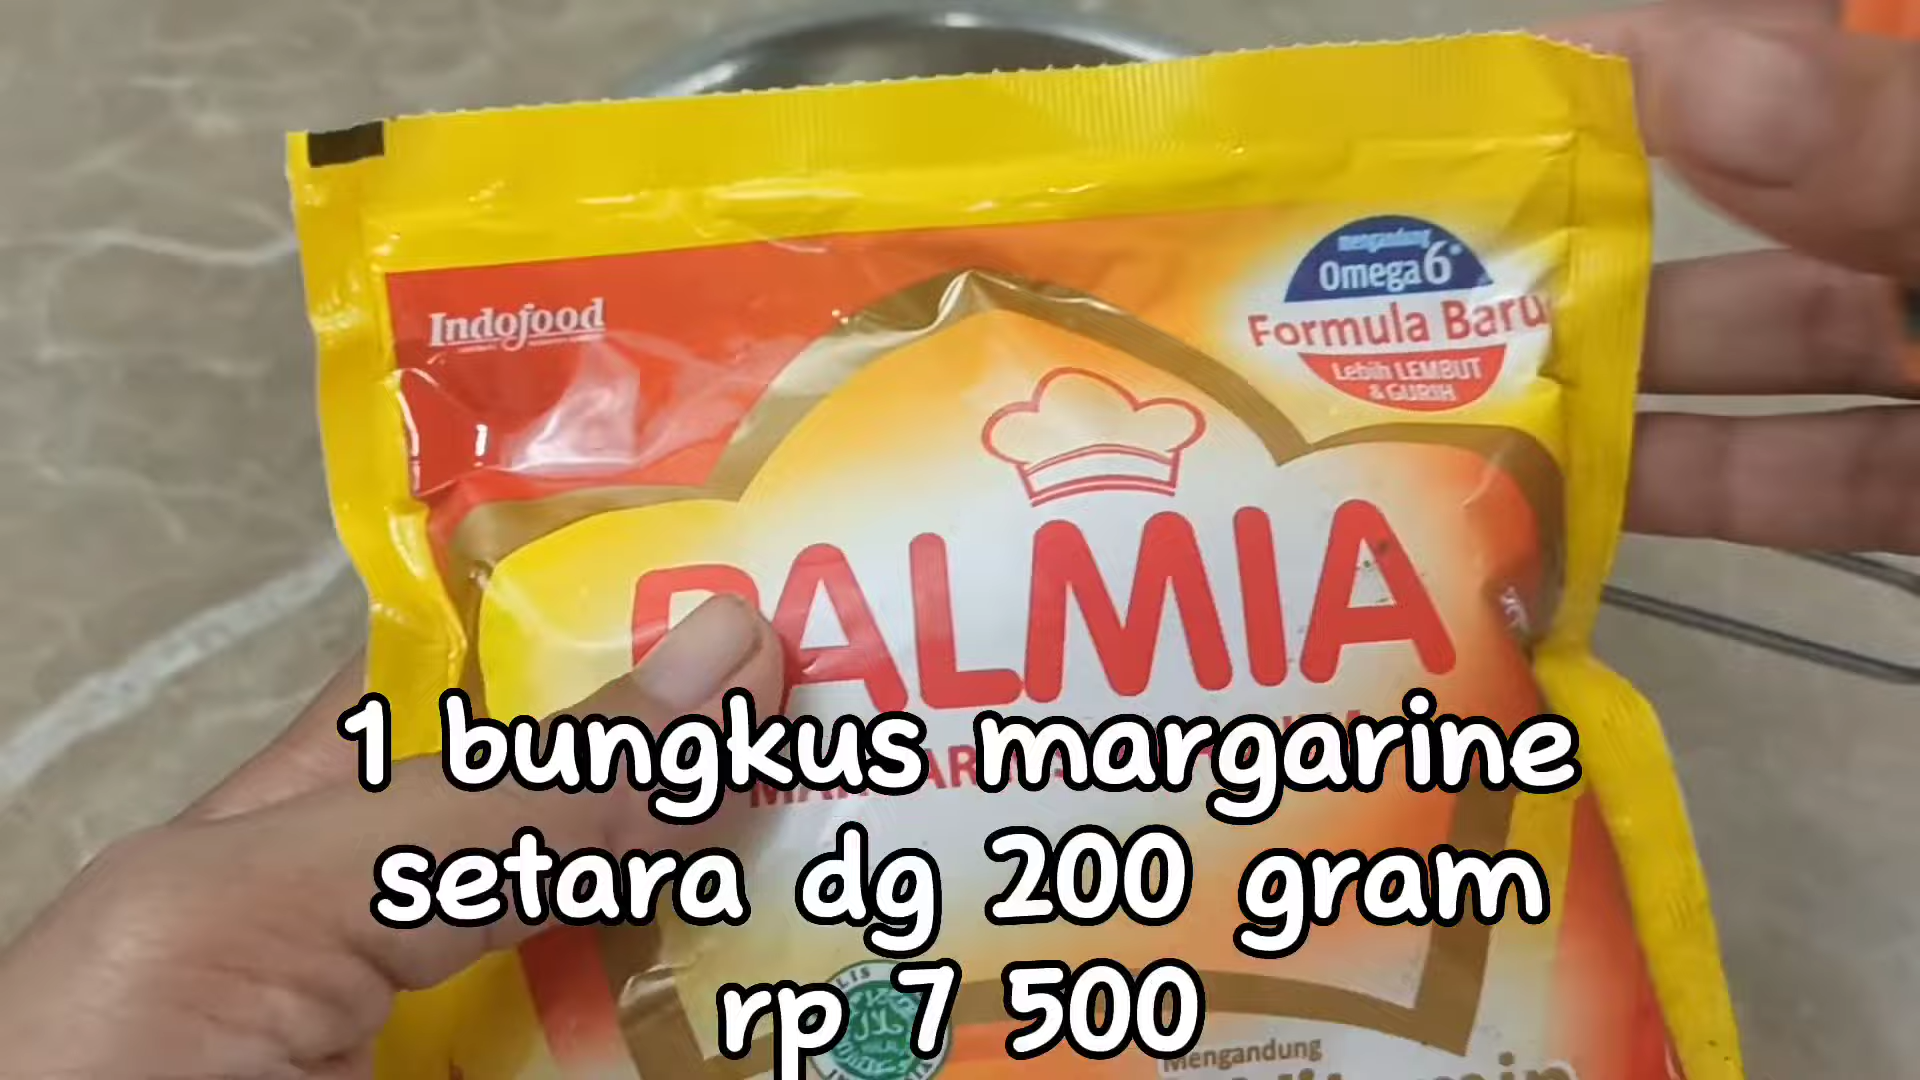 Indofood
mengandung
Omega 6*
Formula Baru
Lebih LEMBUT
& GURIH
PALMIA
1 bungkus margarine
setara dg 200 gram
rp 7 500
Mengandung